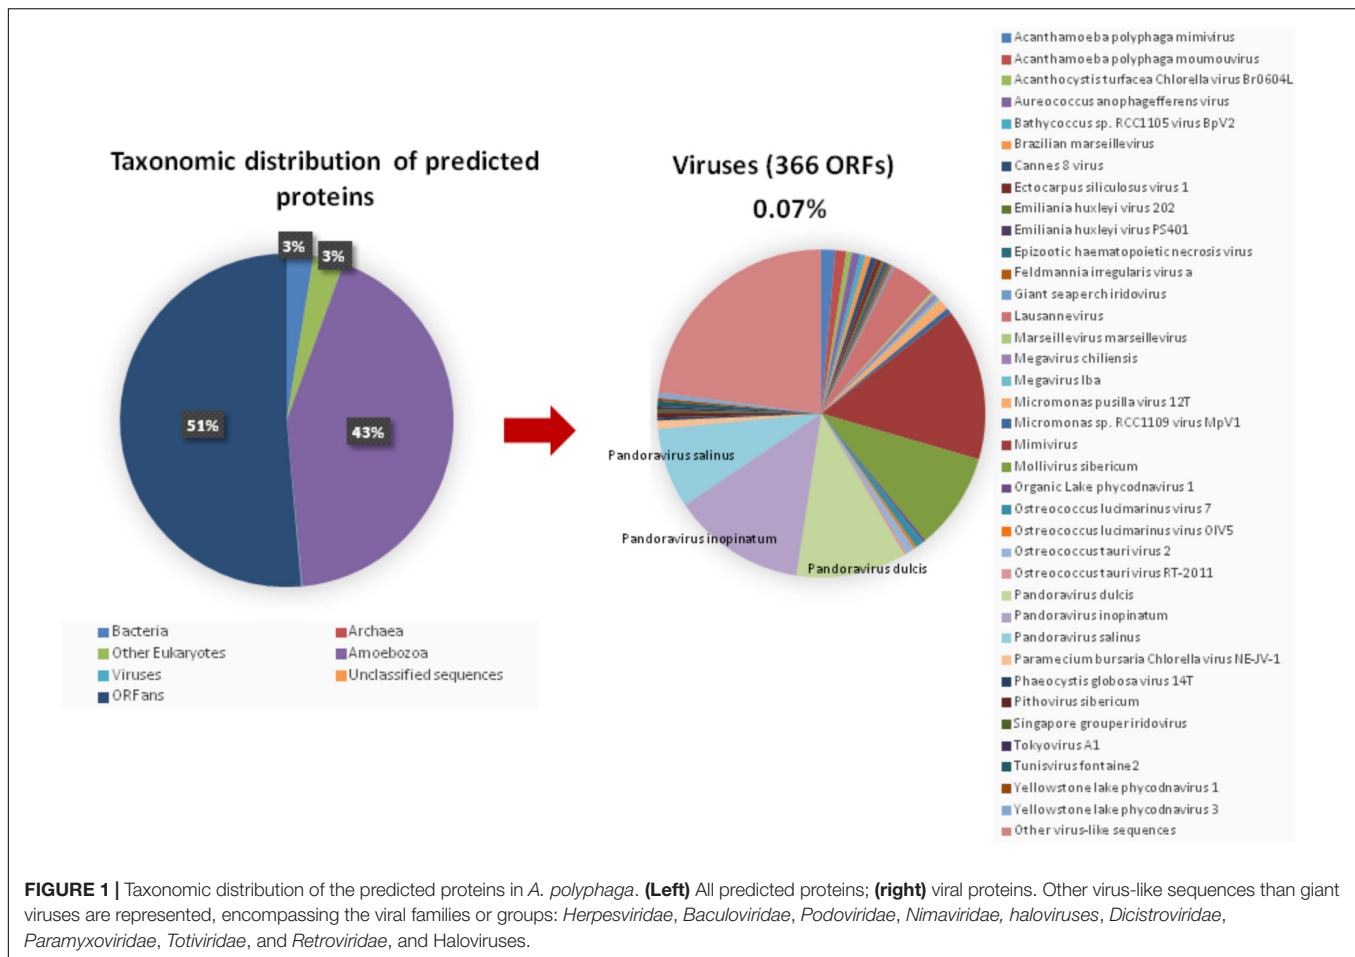 Taxonomic distribution of predicted
proteins
3%
3%
51%
43%
Bacteria
Archaea
Other Eukaryotes
Amoebozoa
Viruses
Unclassified sequences
ORFans
Viruses (366 ORFs)
0.07%
Pandoravirus salinus
Pandoravirus inopinatum
Pandoravirus dulcis
Acanthamoeba polyphaga mimivirus
Acanthamoeba polyphaga moumouvirus
Acanthocystis turfacea Chlorella virus Br0604L
Aureococcus anophagefferens virus
Bathycoccus sp. RCC1105 virus BpV2
Brazilian marseillevirus
Cannes 8 virus
Ectocarpus siliculosus virus 1
Emiliania huxleyi virus 202
Emiliania huxleyi virus PS401
Epizootic haematopoietic necrosis virus
Feldmannia irregularis virus a
Giant seaperch iridovirus
Lausannevirus
Marseillevirus marseillevirus
Megavirus chiliensis
Megavirus lba
Micromonas pusilla virus 12T
Micromonas sp. RCC1109 virus MpV1
Mimivirus
Mollivirus sibericum
Organic Lake phycodnavirus 1
Ostreococcus lucimarinus virus 7
Ostreococcus lucimarinus virus OlV5
Ostreococcus tauri virus 2
Ostreococcus tauri virus RT-2011
Pandoravirus dulcis
Pandoravirus inopinatum
Pandoravirus salinus
Paramecium bursaria Chlorella virus NE-JV-1
Phaeocystis globosa virus 14T
Pithovirus sibericum
Singapore grouper iridovirus
Tokyovirus A1
Tunisvirus fontaine2
Yellowstone lake phycodnavirus 1
Yellowstone lake phycodnavirus 3
Other virus-like sequences
FIGURE 1 | Taxonomic distribution of the predicted proteins in A. polyphaga. (Left) All predicted proteins; (right) viral proteins. Other virus-like sequences than giant
viruses are represented, encompassing the viral families or groups: Herpesviridae, Baculoviridae, Podoviridae, Nimaviridae, haloviruses, Dicistroviridae,
Paramyxoviridae, Totiviridae, and Retroviridae, and Haloviruses.